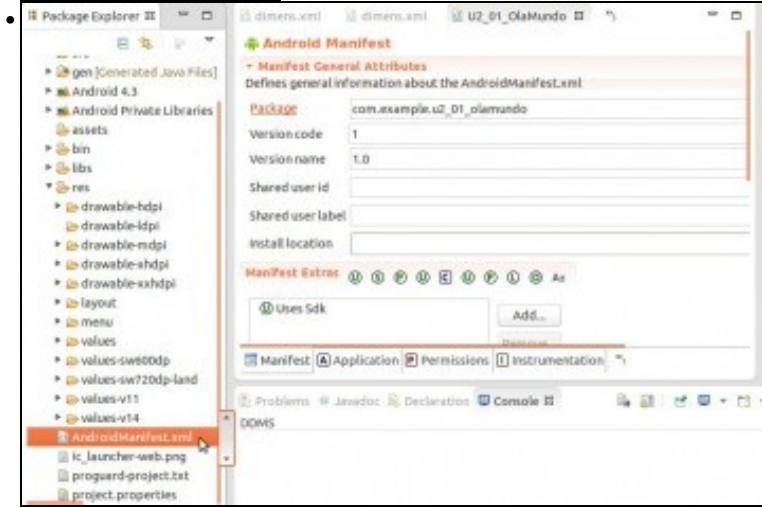 Package Explorer
gen [Generated Java Files]
Android 4.3
Android Private Libraries
assets
bin
libs
res
drawable-hdpi
drawable-ldpi
drawable-mdpi
drawable-xhdpi
drawable-xxhdpi
layout
menu
values
values-sw600dp
values-sw720dp-land
values-v11
values-v14
AndroidManifest.xml
ic_launcher-web.png
proguard-project.txt
project.properties
dimens.xml dimens.xml U2_01_OlaMundo
Android Manifest
Manifest General Attributes
Defines general information about the AndroidManifest.xml
Package com.example.u2_01_olamundo
Version code 1
Version name 1.0
Shared user id
Shared user label
Install location
Manifest Extras U S P U C U P L C Az
U Uses Sdk
Add...
Remove...
Manifest A Application P Permissions I Instrumentation
Problems @ Javadoc Declaration Console
DDMS